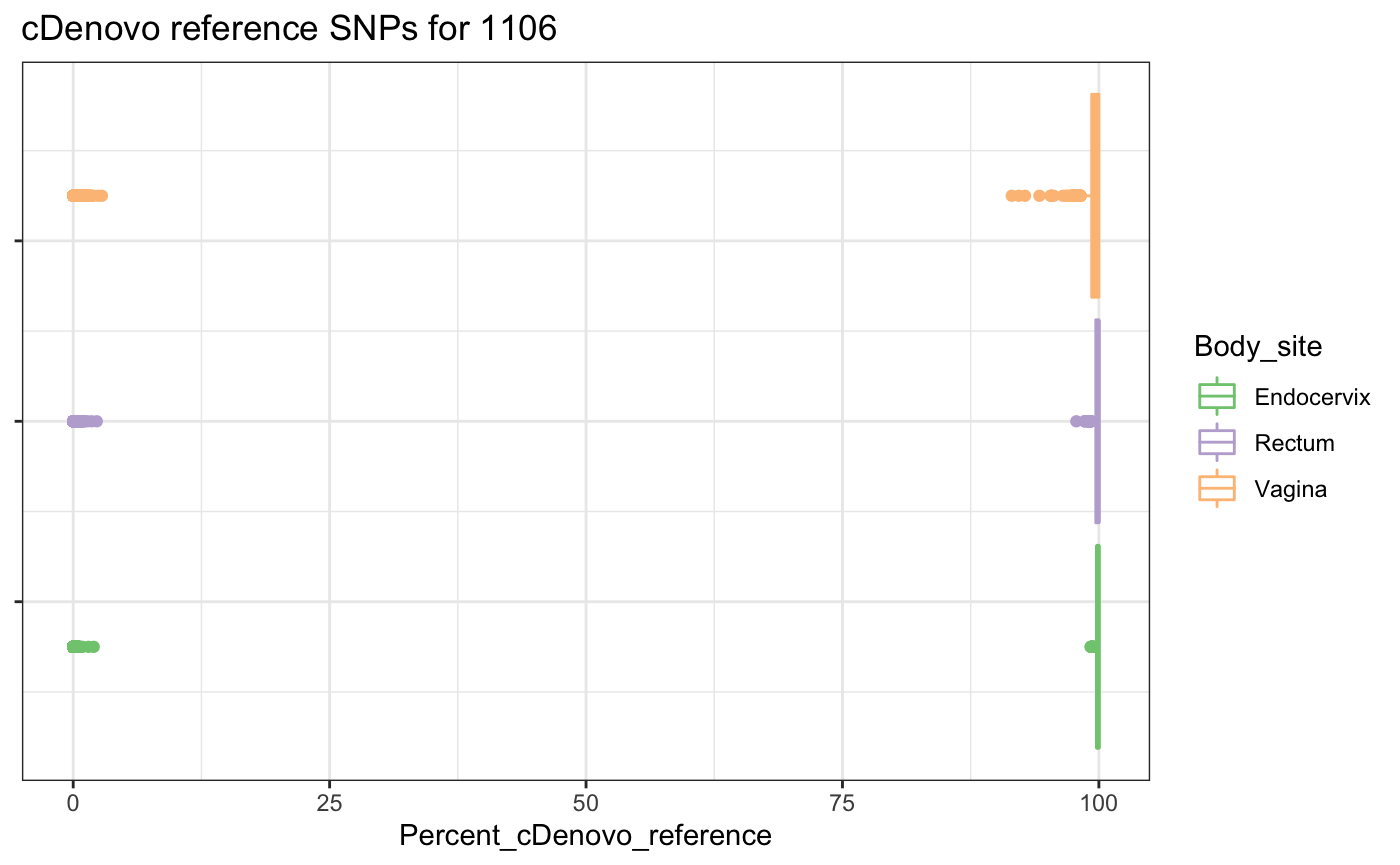 cDenovo reference SNPs for 1106
Body_site
Endocervix
Rectum
Vagina
0 25 50 75 100
Percent_cDenovo_reference